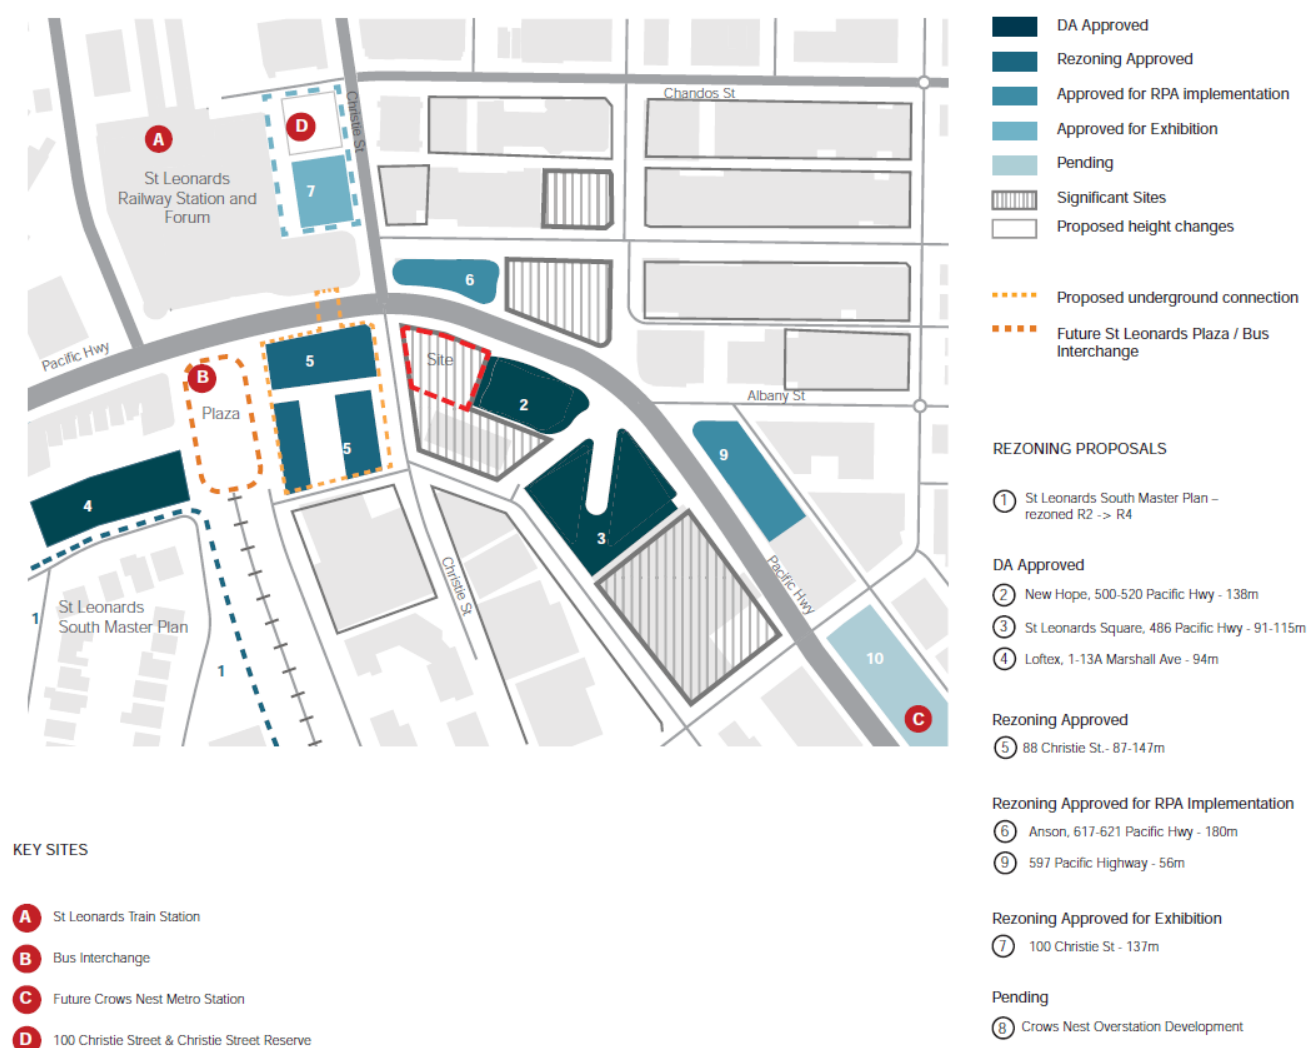 A
St Leonards
Railway Station and
Forum
D
7
Christie St
Chandos St
6
Pacific Hwy
B
Plaza
5
5
Site
2
Albany St
9
4
3
Christie St
Pacific Hwy
1
St Leonards
South Master Plan
1
10
C
DA Approved
Rezoning Approved
Approved for RPA implementation
Approved for Exhibition
Pending
Significant Sites
Proposed height changes
Proposed underground connection
Future St Leonards Plaza / Bus
Interchange
REZONING PROPOSALS
1 St Leonards South Master Plan –
rezoned R2 -> R4
DA Approved
2 New Hope, 500-520 Pacific Hwy - 138m
3 St Leonards Square, 486 Pacific Hwy - 91-115m
4 Loftex, 1-13A Marshall Ave - 94m
Rezoning Approved
5 88 Christie St.- 87-147m
Rezoning Approved for RPA Implementation
6 Anson, 617-621 Pacific Hwy - 180m
9 597 Pacific Highway - 56m
Rezoning Approved for Exhibition
7 100 Christie St - 137m
Pending
8 Crows Nest Overstation Development
KEY SITES
A St Leonards Train Station
B Bus Interchange
C Future Crows Nest Metro Station
D 100 Christie Street & Christie Street Reserve